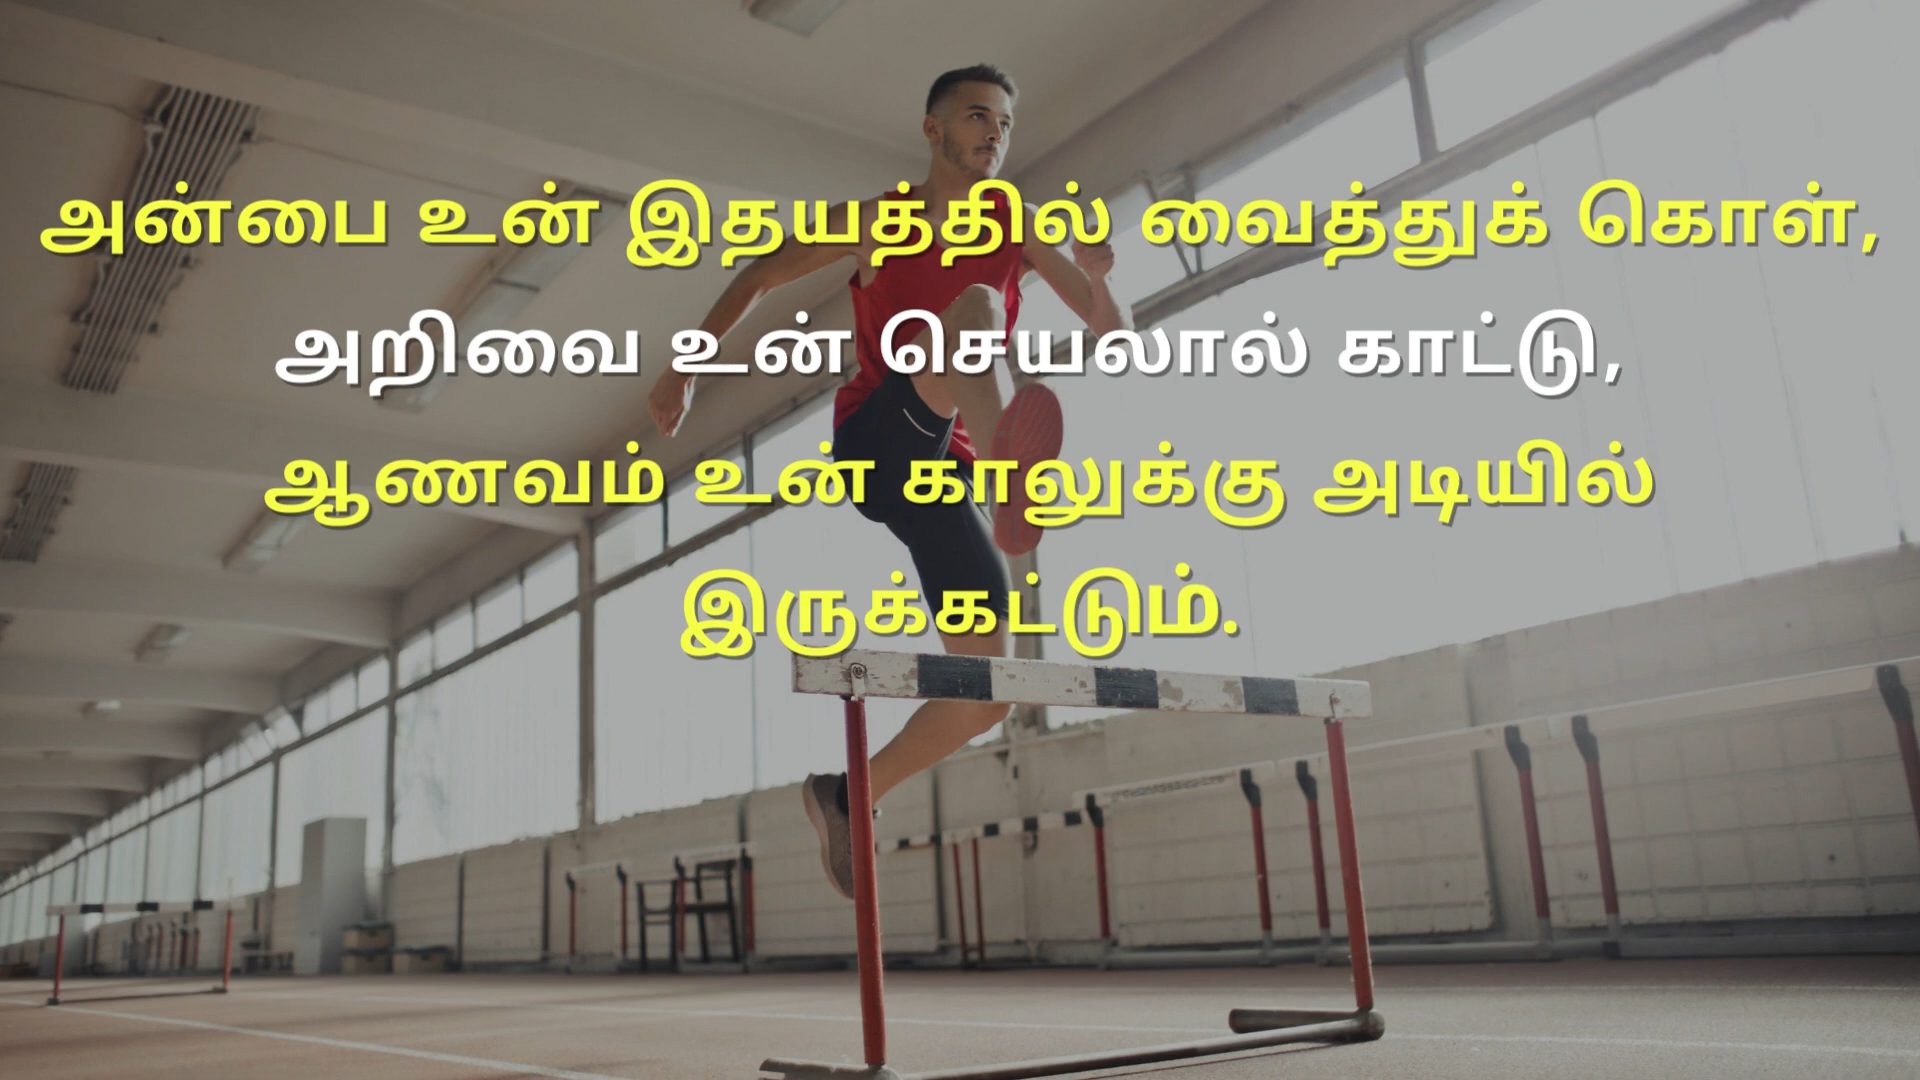 அன்பை உன் இதயத்தில் வைத்துக் கொள்,
அறிவை உன் செயலால் காட்டு,
ஆணவம் உன் காலுக்கு அடியில்
இருக்கட்டும்.